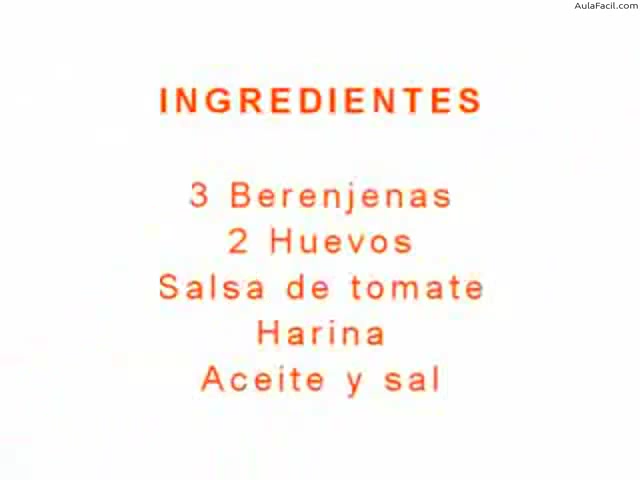 AulaFacil.com
INGREDIENTES
3 Berenjenas
2 Huevos
Salsa de tomate
Harina
Aceite y sal